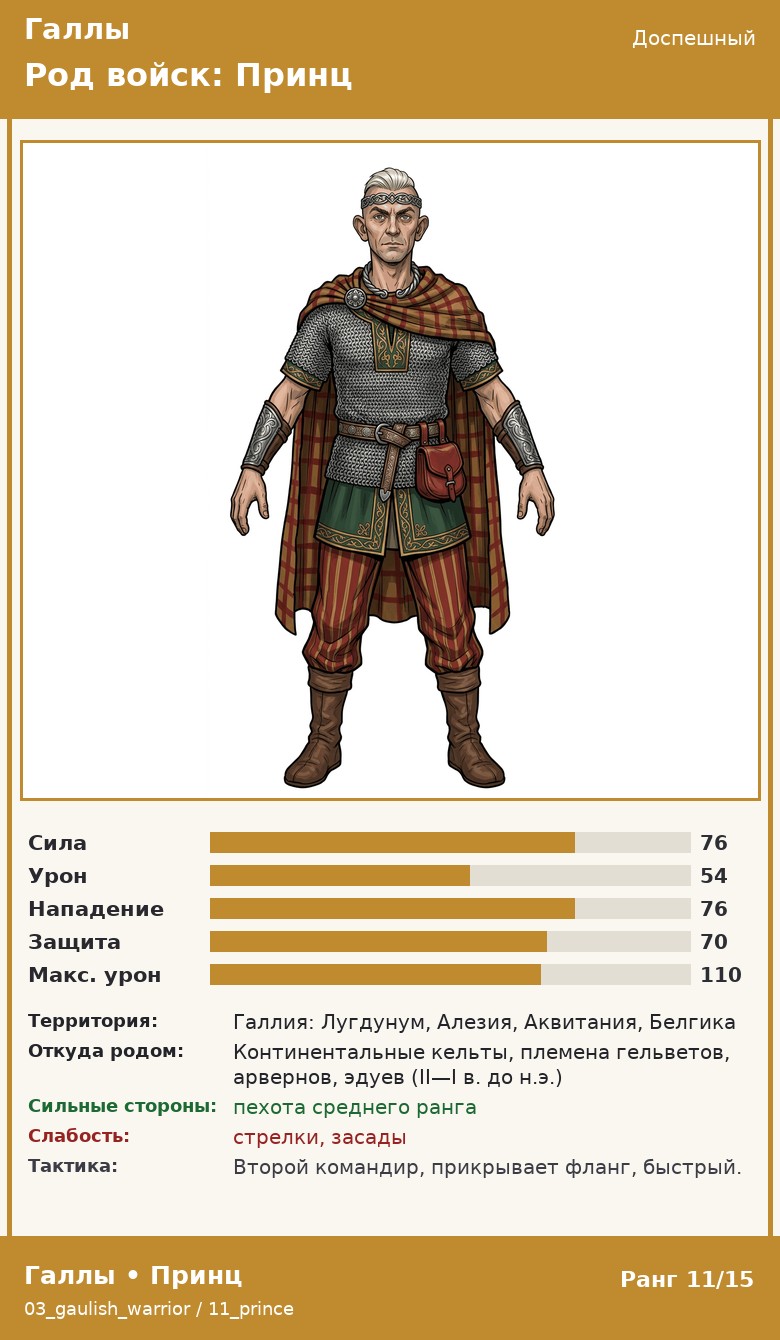 Галлы
Доспешный
Род войск: Принц
Сила 76
Урон 54
Нападение 76
Защита 70
Макс. урон 110
Территория: Галлия: Лугдунум, Алезия, Аквитания, Белгика
Откуда родом: Континентальные кельты, племена гельветов,
арвернов, эдуев (II—I в. до н.э.)
Сильные стороны: пехота среднего ранга
Слабость: стрелки, засады
Тактика: Второй командир, прикрывает фланг, быстрый.
Галлы • Принц
Ранг 11/15
03_gaulish_warrior / 11_prince